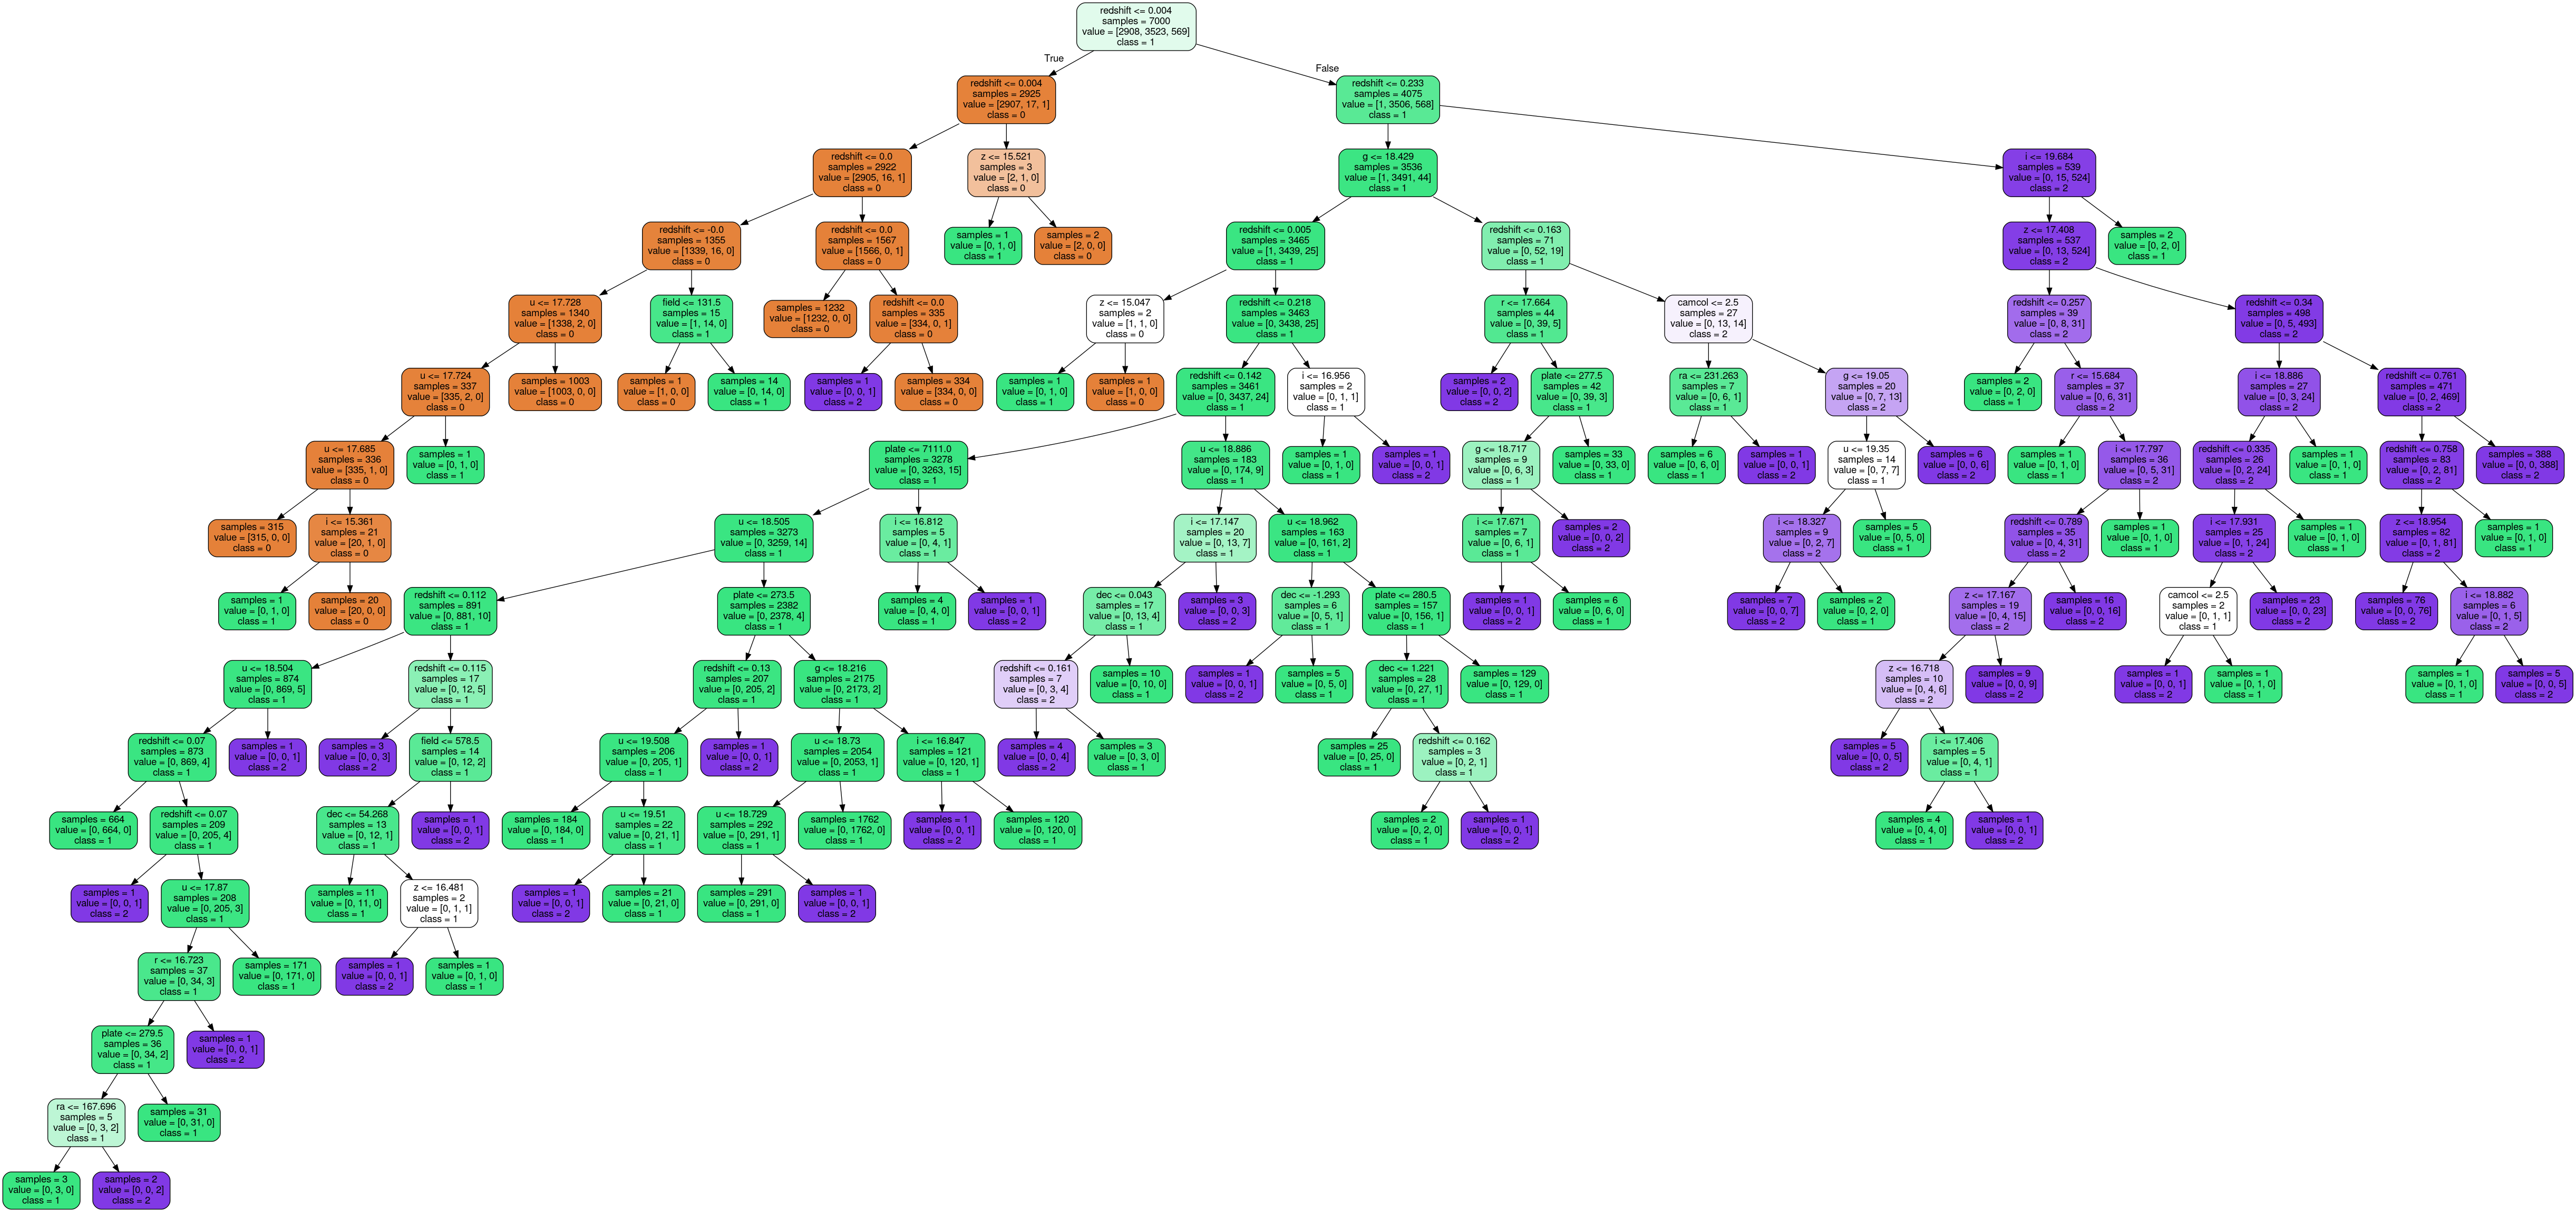 redshift <= 0.004
samples = 7000
value = [2908, 3523, 569]
class = 1
True
False
redshift <= 0.004
samples = 2925
value = [2907, 17, 1]
class = 0
redshift <= 0.233
samples = 4075
value = [1, 3506, 568]
class = 1
redshift <= 0.0
samples = 2922
value = [2905, 16, 1]
class = 0
z <= 15.521
samples = 3
value = [2, 1, 0]
class = 0
g <= 18.429
samples = 3536
value = [1, 3491, 44]
class = 1
i <= 19.684
samples = 539
value = [0, 15, 524]
class = 2
redshift <= -0.0
samples = 1355
value = [1339, 16, 0]
class = 0
redshift <= 0.0
samples = 1567
value = [1566, 0, 1]
class = 0
samples = 1
value = [0, 1, 0]
class = 1
samples = 2
value = [2, 0, 0]
class = 0
redshift <= 0.005
samples = 3465
value = [1, 3439, 25]
class = 1
redshift <= 0.163
samples = 71
value = [0, 52, 19]
class = 1
z <= 17.408
samples = 537
value = [0, 13, 524]
class = 2
samples = 2
value = [0, 2, 0]
class = 1
u <= 17.728
samples = 1340
value = [1338, 2, 0]
class = 0
field <= 131.5
samples = 15
value = [1, 14, 0]
class = 1
samples = 1232
value = [1232, 0, 0]
class = 0
redshift <= 0.0
samples = 335
value = [334, 0, 1]
class = 0
z <= 15.047
samples = 2
value = [1, 1, 0]
class = 0
redshift <= 0.218
samples = 3463
value = [0, 3438, 25]
class = 1
r <= 17.664
samples = 44
value = [0, 39, 5]
class = 1
camcol <= 2.5
samples = 27
value = [0, 13, 14]
class = 2
redshift <= 0.257
samples = 39
value = [0, 8, 31]
class = 2
redshift <= 0.34
samples = 498
value = [0, 5, 493]
class = 2
u <= 17.724
samples = 337
value = [335, 2, 0]
class = 0
samples = 1003
value = [1003, 0, 0]
class = 0
samples = 1
value = [1, 0, 0]
class = 0
samples = 14
value = [0, 14, 0]
class = 1
samples = 1
value = [0, 0, 1]
class = 2
samples = 334
value = [334, 0, 0]
class = 0
samples = 1
value = [0, 1, 0]
class = 1
samples = 1
value = [1, 0, 0]
class = 0
redshift <= 0.142
samples = 3461
value = [0, 3437, 24]
class = 1
i <= 16.956
samples = 2
value = [0, 1, 1]
class = 1
samples = 2
value = [0, 0, 2]
class = 2
plate <= 277.5
samples = 42
value = [0, 39, 3]
class = 1
ra <= 231.263
samples = 7
value = [0, 6, 1]
class = 1
g <= 19.05
samples = 20
value = [0, 7, 13]
class = 2
samples = 2
value = [0, 2, 0]
class = 1
r <= 15.684
samples = 37
value = [0, 6, 31]
class = 2
i <= 18.886
samples = 27
value = [0, 3, 24]
class = 2
redshift <= 0.761
samples = 471
value = [0, 2, 469]
class = 2
u <= 17.685
samples = 336
value = [335, 1, 0]
class = 0
samples = 1
value = [0, 1, 0]
class = 1
plate <= 7111.0
samples = 3278
value = [0, 3263, 15]
class = 1
u <= 18.886
samples = 183
value = [0, 174, 9]
class = 1
samples = 1
value = [0, 1, 0]
class = 1
samples = 1
value = [0, 0, 1]
class = 2
g <= 18.717
samples = 9
value = [0, 6, 3]
class = 1
samples = 33
value = [0, 33, 0]
class = 1
samples = 6
value = [0, 6, 0]
class = 1
samples = 1
value = [0, 0, 1]
class = 2
u <= 19.35
samples = 14
value = [0, 7, 7]
class = 1
samples = 6
value = [0, 0, 6]
class = 2
samples = 1
value = [0, 1, 0]
class = 1
i <= 17.797
samples = 36
value = [0, 5, 31]
class = 2
redshift <= 0.335
samples = 26
value = [0, 2, 24]
class = 2
samples = 1
value = [0, 1, 0]
class = 1
redshift <= 0.758
samples = 83
value = [0, 2, 81]
class = 2
samples = 388
value = [0, 0, 388]
class = 2
samples = 315
value = [315, 0, 0]
class = 0
i <= 15.361
samples = 21
value = [20, 1, 0]
class = 0
u <= 18.505
samples = 3273
value = [0, 3259, 14]
class = 1
i <= 16.812
samples = 5
value = [0, 4, 1]
class = 1
i <= 17.147
samples = 20
value = [0, 13, 7]
class = 1
u <= 18.962
samples = 163
value = [0, 161, 2]
class = 1
i <= 17.671
samples = 7
value = [0, 6, 1]
class = 1
samples = 2
value = [0, 0, 2]
class = 2
i <= 18.327
samples = 9
value = [0, 2, 7]
class = 2
samples = 5
value = [0, 5, 0]
class = 1
redshift <= 0.789
samples = 35
value = [0, 4, 31]
class = 2
samples = 1
value = [0, 1, 0]
class = 1
i <= 17.931
samples = 25
value = [0, 1, 24]
class = 2
samples = 1
value = [0, 1, 0]
class = 1
z <= 18.954
samples = 82
value = [0, 1, 81]
class = 2
samples = 1
value = [0, 1, 0]
class = 1
samples = 1
value = [0, 1, 0]
class = 1
samples = 20
value = [20, 0, 0]
class = 0
redshift <= 0.112
samples = 891
value = [0, 881, 10]
class = 1
plate <= 273.5
samples = 2382
value = [0, 2378, 4]
class = 1
samples = 4
value = [0, 4, 0]
class = 1
samples = 1
value = [0, 0, 1]
class = 2
dec <= 0.043
samples = 17
value = [0, 13, 4]
class = 1
samples = 3
value = [0, 0, 3]
class = 2
dec <= -1.293
samples = 6
value = [0, 5, 1]
class = 1
plate <= 280.5
samples = 157
value = [0, 156, 1]
class = 1
samples = 1
value = [0, 0, 1]
class = 2
samples = 6
value = [0, 6, 0]
class = 1
samples = 7
value = [0, 0, 7]
class = 2
samples = 2
value = [0, 2, 0]
class = 1
z <= 17.167
samples = 19
value = [0, 4, 15]
class = 2
samples = 16
value = [0, 0, 16]
class = 2
camcol <= 2.5
samples = 2
value = [0, 1, 1]
class = 1
samples = 23
value = [0, 0, 23]
class = 2
samples = 76
value = [0, 0, 76]
class = 2
i <= 18.882
samples = 6
value = [0, 1, 5]
class = 2
u <= 18.504
samples = 874
value = [0, 869, 5]
class = 1
redshift <= 0.115
samples = 17
value = [0, 12, 5]
class = 1
redshift <= 0.13
samples = 207
value = [0, 205, 2]
class = 1
g <= 18.216
samples = 2175
value = [0, 2173, 2]
class = 1
redshift <= 0.161
samples = 7
value = [0, 3, 4]
class = 2
samples = 10
value = [0, 10, 0]
class = 1
samples = 1
value = [0, 0, 1]
class = 2
samples = 5
value = [0, 5, 0]
class = 1
dec <= 1.221
samples = 28
value = [0, 27, 1]
class = 1
samples = 129
value = [0, 129, 0]
class = 1
z <= 16.718
samples = 10
value = [0, 4, 6]
class = 2
samples = 9
value = [0, 0, 9]
class = 2
samples = 1
value = [0, 0, 1]
class = 2
samples = 1
value = [0, 1, 0]
class = 1
samples = 1
value = [0, 1, 0]
class = 1
samples = 5
value = [0, 0, 5]
class = 2
redshift <= 0.07
samples = 873
value = [0, 869, 4]
class = 1
samples = 1
value = [0, 0, 1]
class = 2
samples = 3
value = [0, 0, 3]
class = 2
field <= 578.5
samples = 14
value = [0, 12, 2]
class = 1
u <= 19.508
samples = 206
value = [0, 205, 1]
class = 1
samples = 1
value = [0, 0, 1]
class = 2
u <= 18.73
samples = 2054
value = [0, 2053, 1]
class = 1
i <= 16.847
samples = 121
value = [0, 120, 1]
class = 1
samples = 4
value = [0, 0, 4]
class = 2
samples = 3
value = [0, 3, 0]
class = 1
samples = 25
value = [0, 25, 0]
class = 1
redshift <= 0.162
samples = 3
value = [0, 2, 1]
class = 1
samples = 5
value = [0, 0, 5]
class = 2
i <= 17.406
samples = 5
value = [0, 4, 1]
class = 1
samples = 664
value = [0, 664, 0]
class = 1
redshift <= 0.07
samples = 209
value = [0, 205, 4]
class = 1
dec <= 54.268
samples = 13
value = [0, 12, 1]
class = 1
samples = 1
value = [0, 0, 1]
class = 2
samples = 184
value = [0, 184, 0]
class = 1
u <= 19.51
samples = 22
value = [0, 21, 1]
class = 1
u <= 18.729
samples = 292
value = [0, 291, 1]
class = 1
samples = 1762
value = [0, 1762, 0]
class = 1
samples = 1
value = [0, 0, 1]
class = 2
samples = 120
value = [0, 120, 0]
class = 1
samples = 2
value = [0, 2, 0]
class = 1
samples = 1
value = [0, 0, 1]
class = 2
samples = 4
value = [0, 4, 0]
class = 1
samples = 1
value = [0, 0, 1]
class = 2
samples = 1
value = [0, 0, 1]
class = 2
u <= 17.87
samples = 208
value = [0, 205, 3]
class = 1
samples = 11
value = [0, 11, 0]
class = 1
z <= 16.481
samples = 2
value = [0, 1, 1]
class = 1
samples = 1
value = [0, 0, 1]
class = 2
samples = 21
value = [0, 21, 0]
class = 1
samples = 291
value = [0, 291, 0]
class = 1
samples = 1
value = [0, 0, 1]
class = 2
r <= 16.723
samples = 37
value = [0, 34, 3]
class = 1
samples = 171
value = [0, 171, 0]
class = 1
samples = 1
value = [0, 0, 1]
class = 2
samples = 1
value = [0, 1, 0]
class = 1
plate <= 279.5
samples = 36
value = [0, 34, 2]
class = 1
samples = 1
value = [0, 0, 1]
class = 2
ra <= 167.696
samples = 5
value = [0, 3, 2]
class = 1
samples = 31
value = [0, 31, 0]
class = 1
samples = 3
value = [0, 3, 0]
class = 1
samples = 2
value = [0, 0, 2]
class = 2